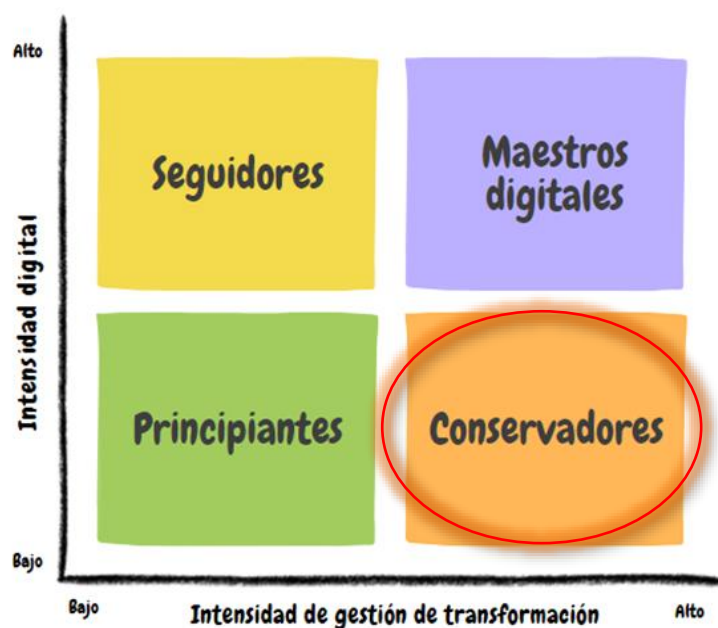 Alto
Seguidores
Maestros
digitales
Intensidad digital
Principiantes
Conservadores
Bajo
Bajo
Intensidad de gestión de transformación
Alto